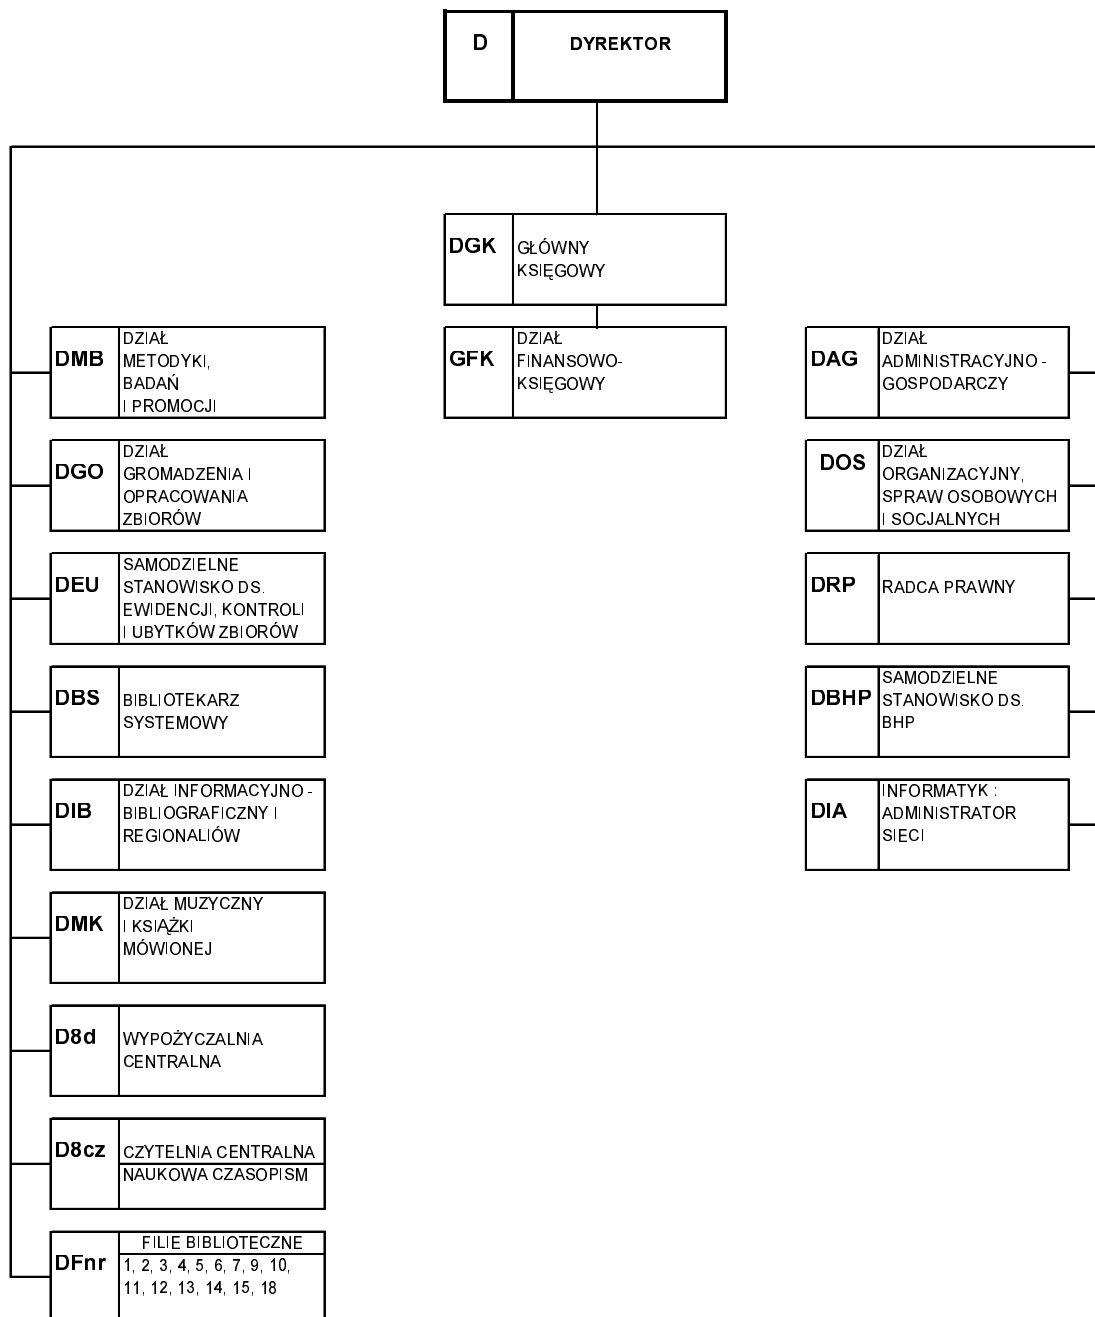 D DYREKTOR
DGK GŁÓWNY
KSIĘGOWY
GFK DZIAŁ
FINANSOWO-
KSIĘGOWY
DMB DZIAŁ
METODYKI,
BADAŃ
I PROMOCJI
DGO DZIAŁ
GROMADZENIA I
OPRACOWANIA
ZBIORÓW
DEU SAMODZIELNE
STANOWISKO DS.
EWIDENCJI, KONTROLI
I UBYTKÓW ZBIORÓW
DBS BIBLIOTEKARZ
SYSTEMOWY
DIB DZIAŁ INFORMACYJNO -
BIBLIOGRAFICZNY I
REGIONALIÓW
DMK DZIAŁ MUZYCZNY
I KSIĄŻKI
MÓWIONEJ
D8d WYPOŻYCZALNIA
CENTRALNA
D8cz CZYTELNIA CENTRALNA
NAUKOWA CZASOPISM
DFnr FILIE BIBLIOTECZNE
1, 2, 3, 4, 5, 6, 7, 9, 10,
11, 12, 13, 14, 15, 18
DAG DZIAŁ
ADMINISTRACYJNO -
GOSPODARCZY
DOS DZIAŁ
ORGANIZACYJNY,
SPRAW OSOBOWYCH
I SOCJALNYCH
DRP RADCA PRAWNY
DBHP SAMODZIELNE
STANOWISKO DS.
BHP
DIA INFORMATYK :
ADMINISTRATOR
SIECI